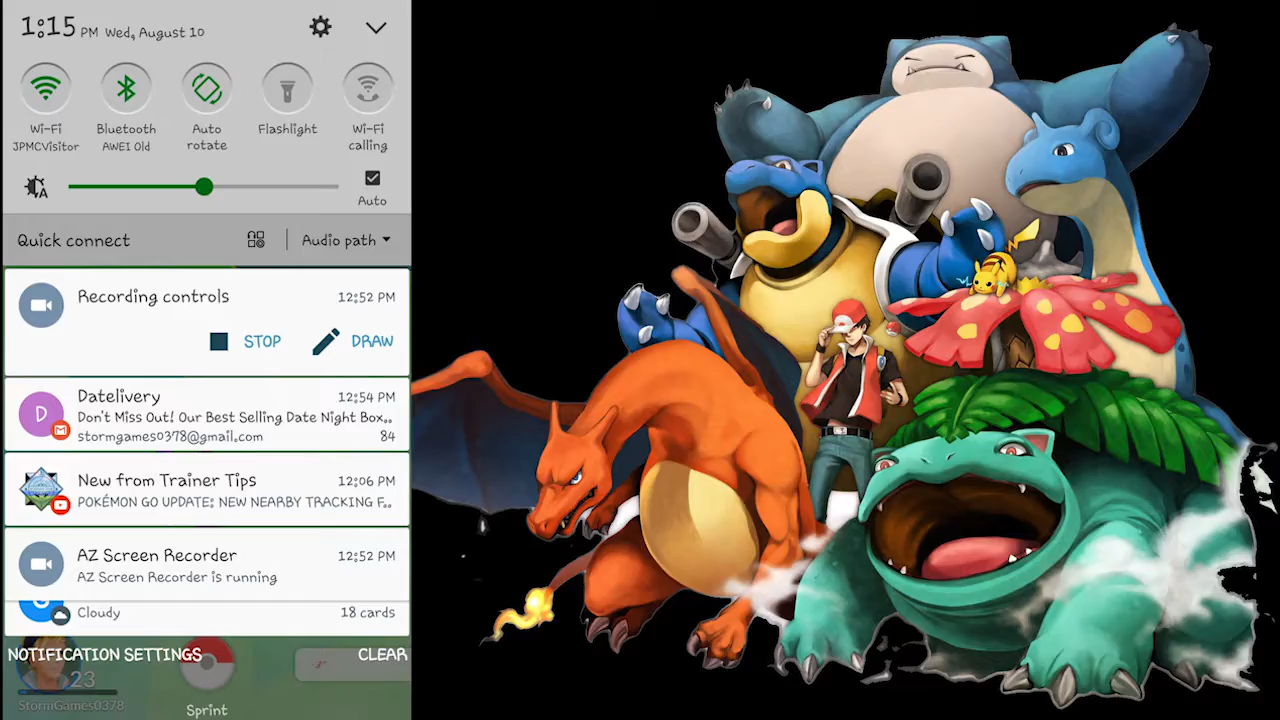 1:15 PM Wed, August 10
Wi-Fi
JPMCVisitor
Bluetooth
AWEI Old
Auto
rotate
Flashlight
Wi-Fi
calling
A
Auto
Quick connect
Audio path
Recording controls 12:52 PM
STOP DRAW
D
Datelivery 12:54 PM
Don't Miss Out! Our Best Selling Date Night Box..
stormgames0378@gmail.com 84
New from Trainer Tips 12:06 PM
POKÉMON GO UPDATE: NEW NEARBY TRACKING F..
AZ Screen Recorder 12:52 PM
AZ Screen Recorder is running
Cloudy 18 cards
NOTIFICATION SETTINGS CLEAR
23
StormGames0378
Sprint